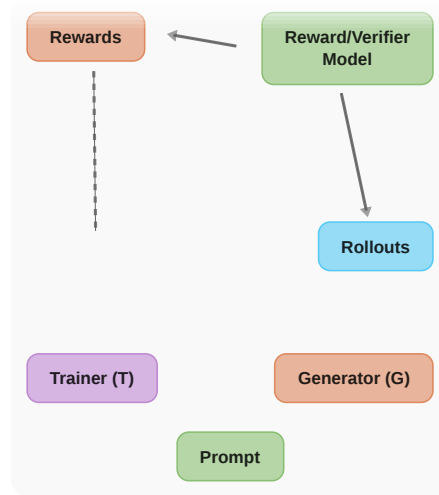 Rewards
Reward/Verifier
Model
Rollouts
Trainer (T)
Generator (G)
Prompt